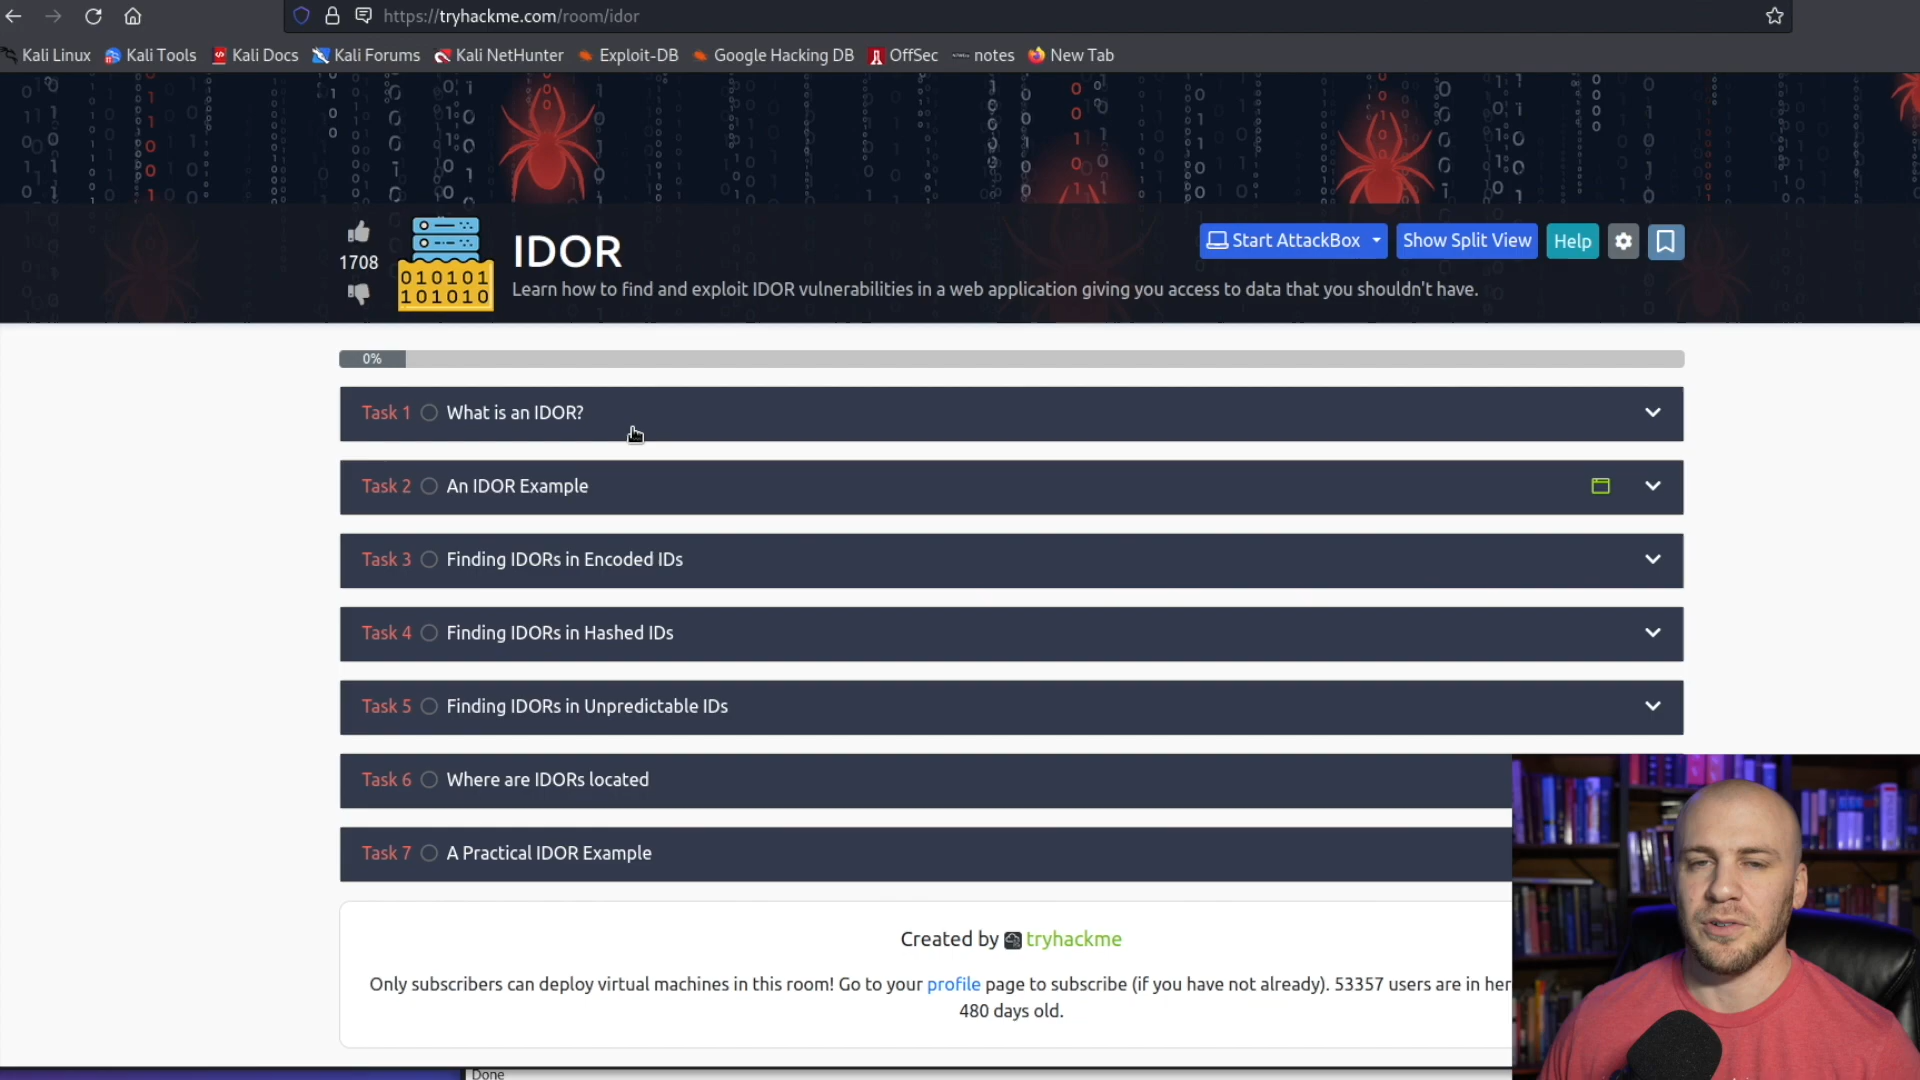 https://tryhackme.com/room/idor
Kali Linux Kali Tools Kali Docs Kali Forums Kali NetHunter Exploit-DB Google Hacking DB OffSec notes New Tab
1708
010101
101010
IDOR
Learn how to find and exploit IDOR vulnerabilities in a web application giving you access to data that you shouldn't have.
Start AttackBox Show Split View Help
0%
Task 1 What is an IDOR?
Task 2 An IDOR Example
Task 3 Finding IDORs in Encoded IDs
Task 4 Finding IDORs in Hashed IDs
Task 5 Finding IDORs in Unpredictable IDs
Task 6 Where are IDORs located
Task 7 A Practical IDOR Example
Created by tryhackme
Only subscribers can deploy virtual machines in this room! Go to your profile page to subscribe (if you have not already). 53357 users are in her
480 days old.
Done